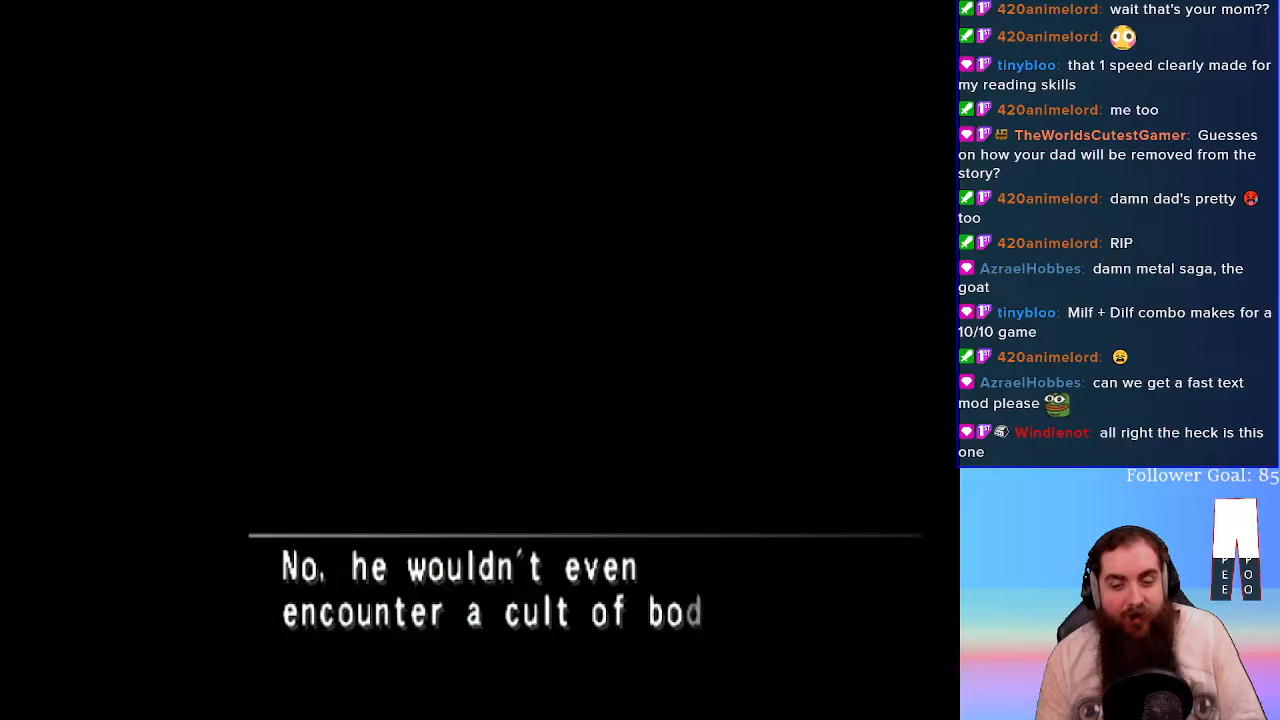 420animelord: wait that's your mom??
420animelord:
tinybloo: that 1 speed clearly made for
my reading skills
420animelord: me too
TheWorldsCutestGamer: Guesses
on how your dad will be removed from the
story?
420animelord: damn dad's pretty
too
420animelord: RIP
AzraelHobbes: damn metal saga, the
goat
tinybloo: Milf + Dilf combo makes for a
10/10 game
420animelord:
AzraelHobbes: can we get a fast text
mod please
Windlenot: all right the heck is this
one
Follower Goal: 85
PEE
POO
No, he wouldn't even
encounter a cult of bod